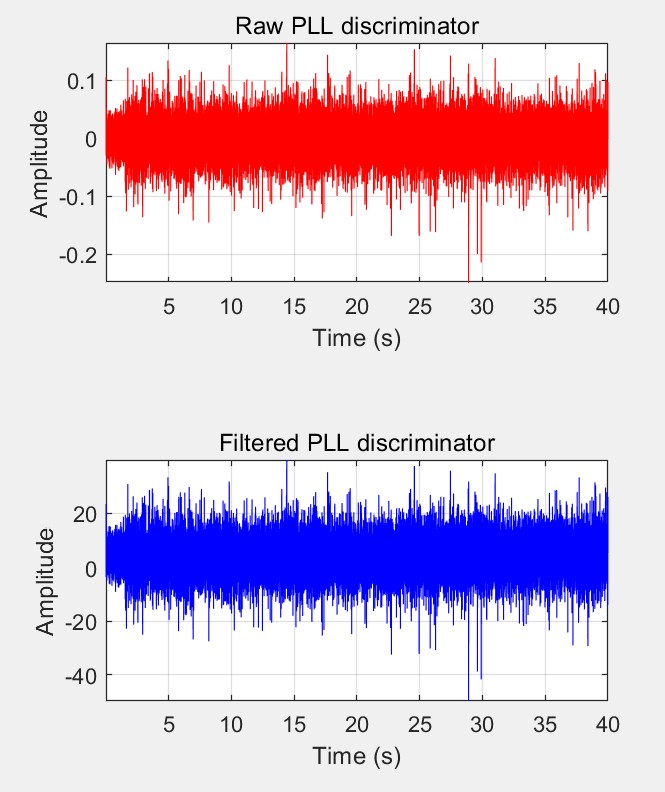 Raw PLL discriminator
Amplitude
0.1
0
-0.1
-0.2
5 10 15 20 25 30 35 40
Time (s)
Filtered PLL discriminator
Amplitude
20
0
-20
-40
5 10 15 20 25 30 35 40
Time (s)